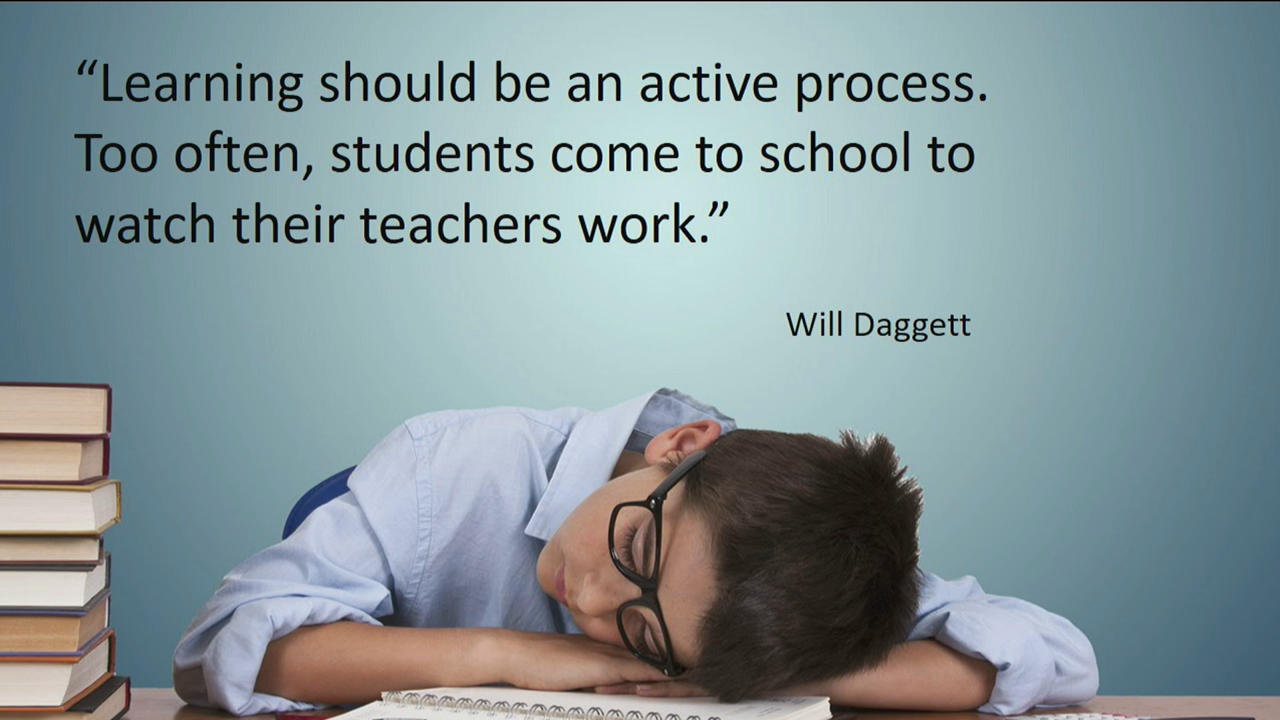 “Learning should be an active process.
Too often, students come to school to
watch their teachers work.”
Will Daggett